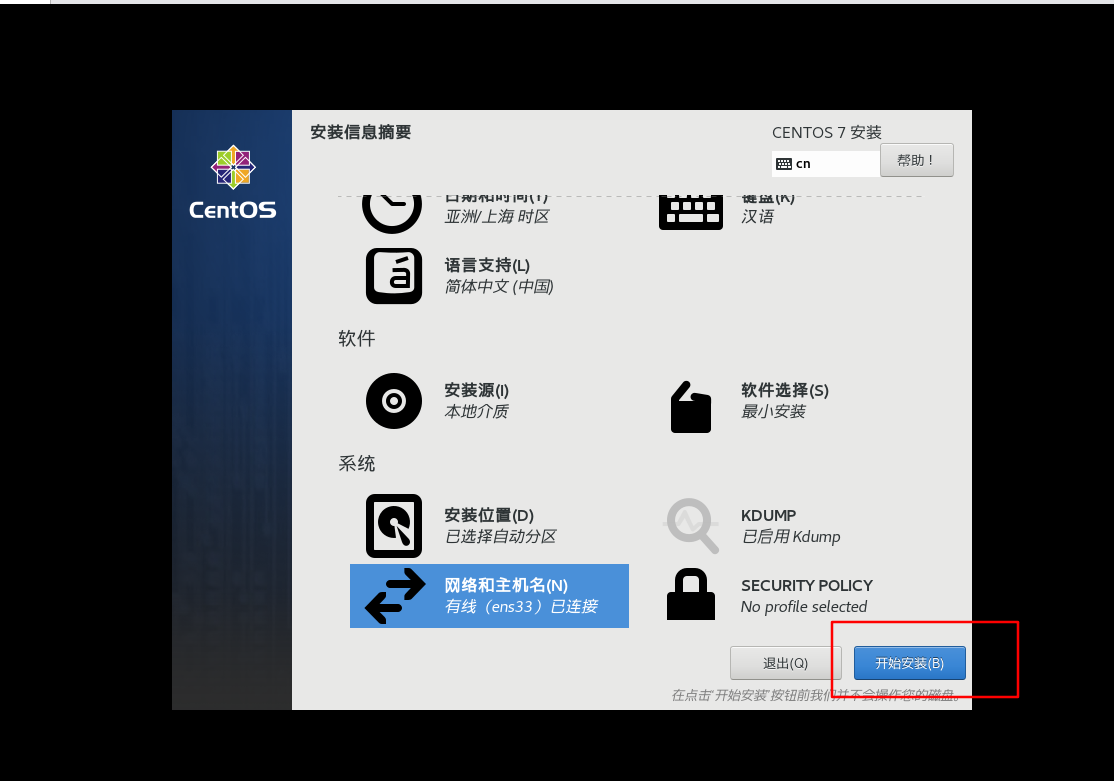 安装信息摘要
CENTOS 7 安装
cn
帮助！
CentOS
日期和时间(T)
亚洲/上海 时区
键盘(K)
汉语
语言支持(L)
简体中文 (中国)
软件
安装源(I)
本地介质
软件选择(S)
最小安装
系统
安装位置(D)
已选择自动分区
KDUMP
已启用 Kdump
网络和主机名(N)
有线（ens33）已连接
SECURITY POLICY
No profile selected
退出(Q)
开始安装(B)
在点击'开始安装'按钮前我们并不会操作您的磁盘。